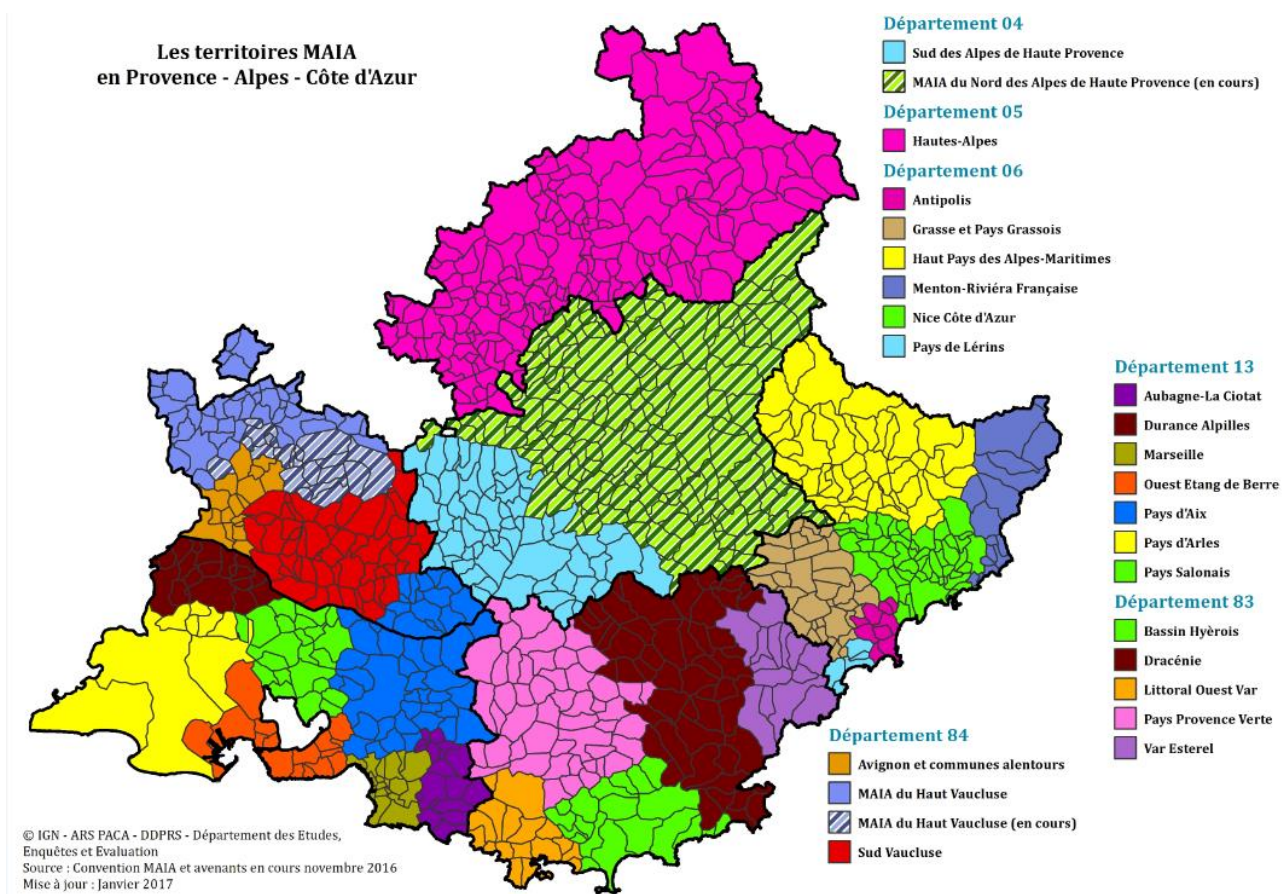 Les territoires MAIA
en Provence - Alpes - Côte d'Azur
Département 04
Sud des Alpes de Haute Provence
MAIA du Nord des Alpes de Haute Provence (en cours)
Département 05
Hautes-Alpes
Département 06
Antipolis
Grasse et Pays Grassois
Haut Pays des Alpes-Maritimes
Menton-Riviéra Française
Nice Côte d'Azur
Pays de Lérins
Département 13
Aubagne-La Ciotat
Durance Alpilles
Marseille
Ouest Etang de Berre
Pays d'Aix
Pays d'Arles
Pays Salonais
Département 83
Bassin Hyèrois
Dracénie
Littoral Ouest Var
Pays Provence Verte
Var Esterel
Département 84
Avignon et communes alentours
MAIA du Haut Vaucluse
MAIA du Haut Vaucluse (en cours)
Sud Vaucluse
© IGN - ARS PACA - DDPRS - Département des Etudes,
Enquêtes et Evaluation
Source : Convention MAIA et avenants en cours novembre 2016
Mise à jour : Janvier 2017